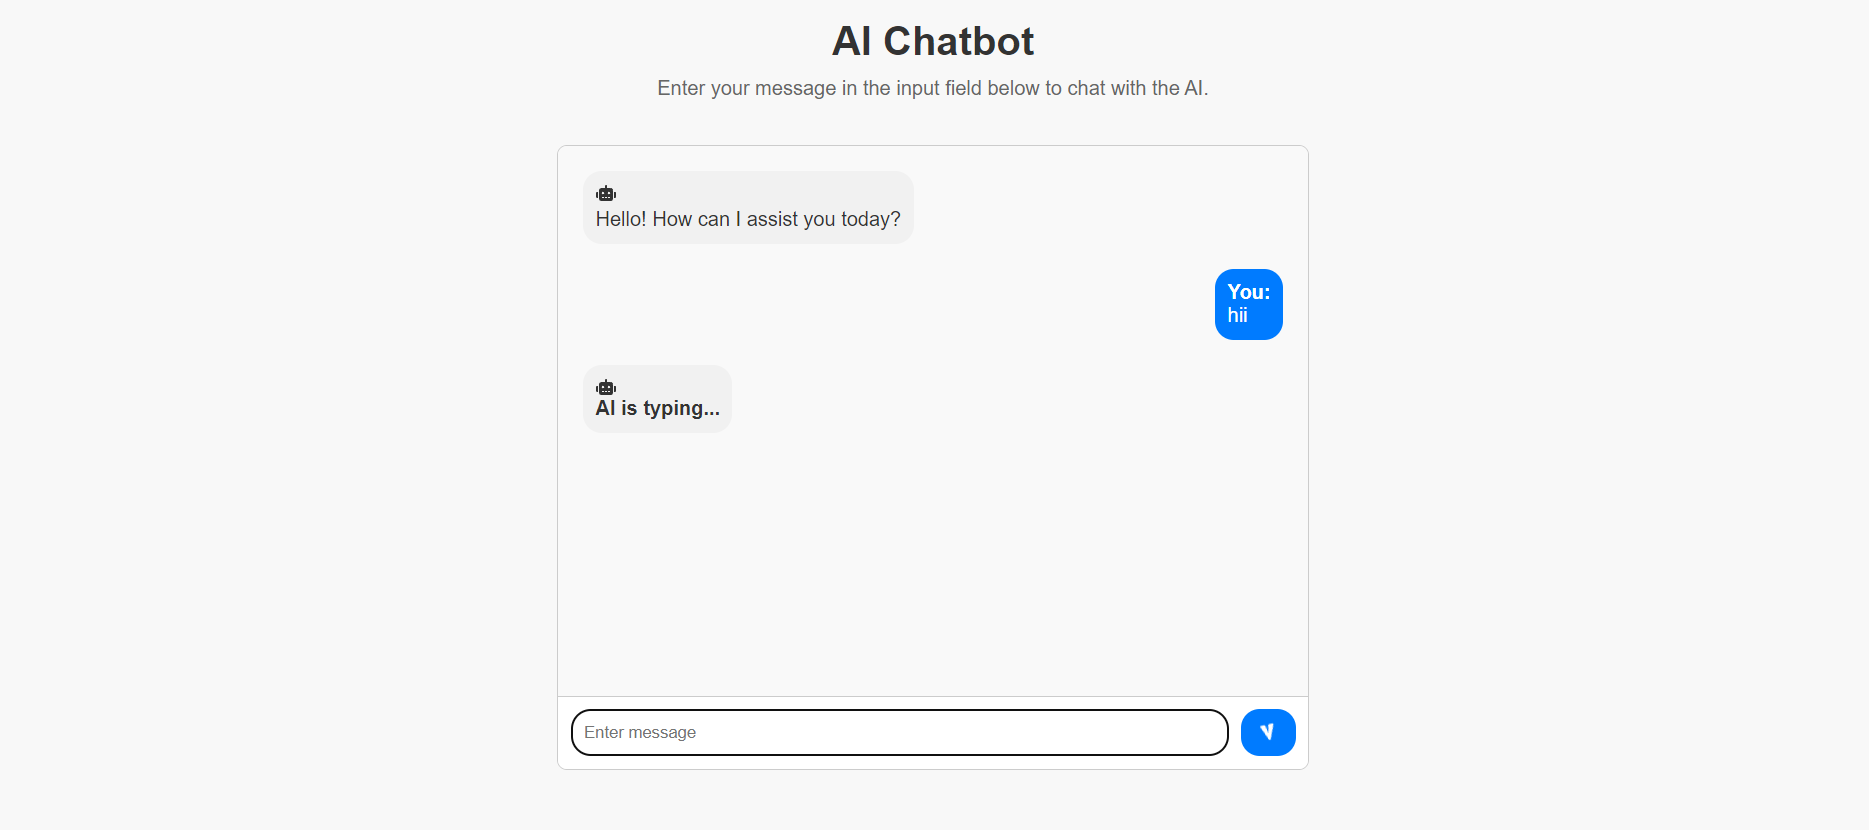 AI Chatbot
Enter your message in the input field below to chat with the AI.
Hello! How can I assist you today?
You:
hii
AI is typing...
Enter message